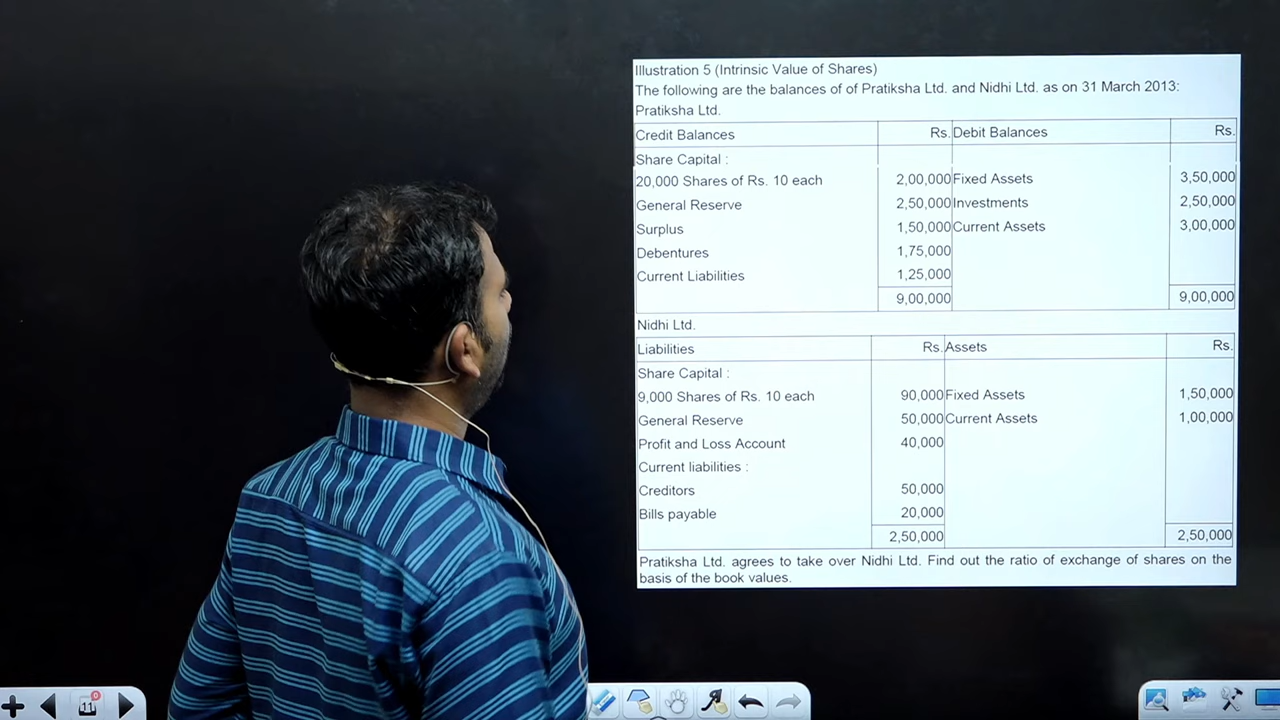 Illustration 5 (Intrinsic Value of Shares)
The following are the balances of of Pratiksha Ltd. and Nidhi Ltd. as on 31 March 2013:
Pratiksha Ltd.
Credit Balances Rs. Debit Balances Rs.
Share Capital :
20,000 Shares of Rs. 10 each 2,00,000 Fixed Assets 3,50,000
General Reserve 2,50,000 Investments 2,50,000
Surplus 1,50,000 Current Assets 3,00,000
Debentures 1,75,000
Current Liabilities 1,25,000
9,00,000 9,00,000
Nidhi Ltd.
Liabilities Rs. Assets Rs.
Share Capital :
9,000 Shares of Rs. 10 each 90,000 Fixed Assets 1,50,000
General Reserve 50,000 Current Assets 1,00,000
Profit and Loss Account 40,000
Current liabilities :
Creditors 50,000
Bills payable 20,000
2,50,000 2,50,000
Pratiksha Ltd. agrees to take over Nidhi Ltd. Find out the ratio of exchange of shares on the
basis of the book values.
0
11